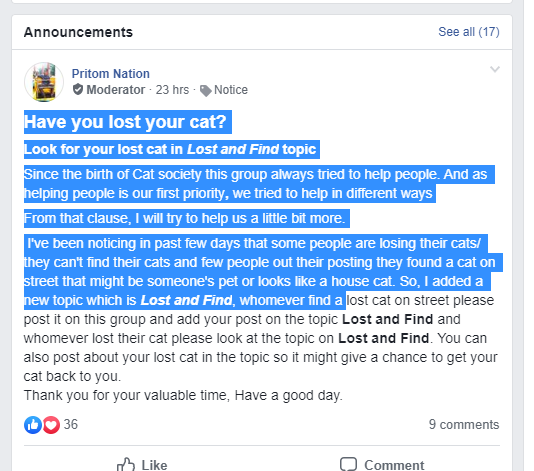 Announcements
See all (17)
Pritom Nation
Moderator · 23 hrs · Notice
Have you lost your cat?
Look for your lost cat in Lost and Find topic
Since the birth of Cat society this group always tried to help people. And as
helping people is our first priority, we tried to help in different ways
From that clause, I will try to help us a little bit more.
I've been noticing in past few days that some people are losing their cats/
they can't find their cats and few people out their posting they found a cat on
street that might be someone's pet or looks like a house cat. So, I added a
new topic which is Lost and Find, whomever find a lost cat on street please
post it on this group and add your post on the topic Lost and Find and
whomever lost their cat please look at the topic on Lost and Find. You can
also post about your lost cat in the topic so it might give a chance to get your
cat back to you.
Thank you for your valuable time, Have a good day.
36
9 comments
Like
Comment